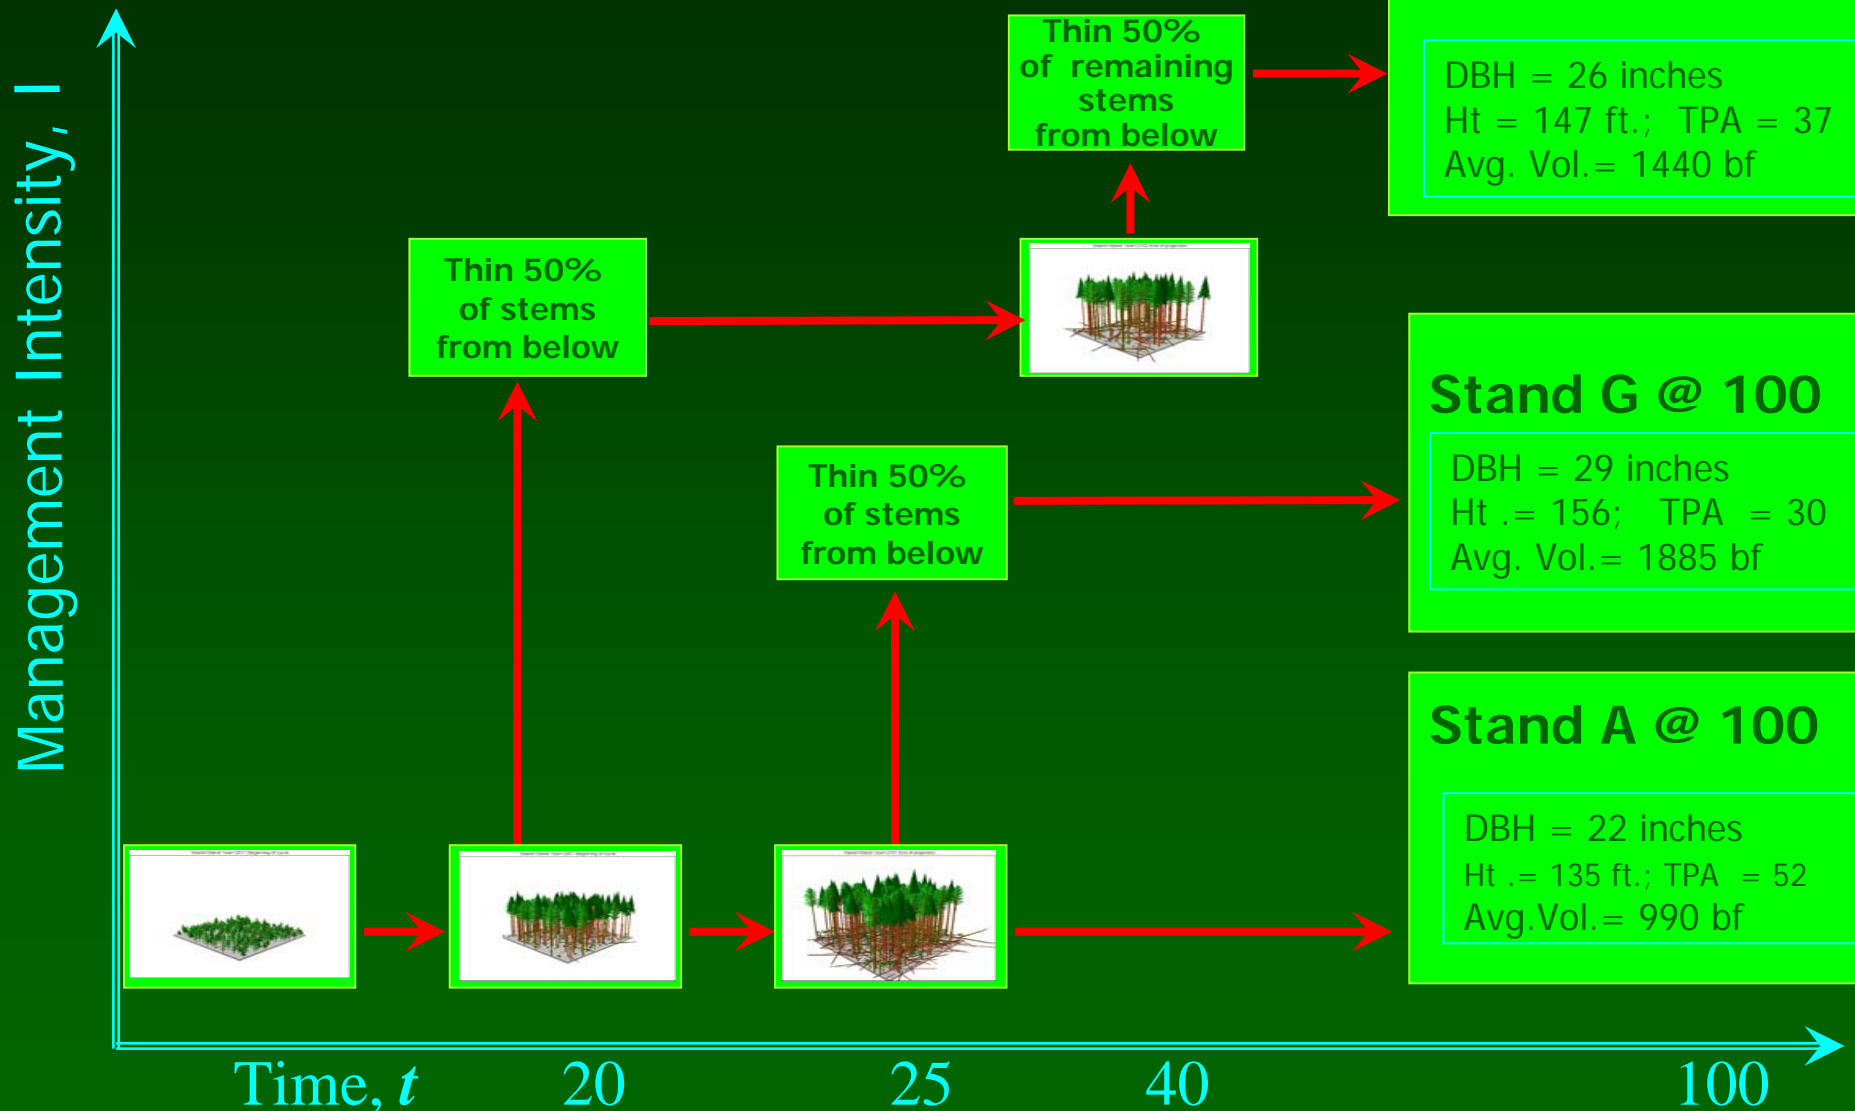 Management Intensity, I
Thin 50%
of remaining
stems
from below
DBH = 26 inches
Ht = 147 ft.; TPA = 37
Avg. Vol.= 1440 bf
Thin 50%
of stems
from below
Thin 50%
of stems
from below
Stand G @ 100
DBH = 29 inches
Ht .= 156; TPA = 30
Avg. Vol.= 1885 bf
Stand A @ 100
DBH = 22 inches
Ht .= 135 ft.; TPA = 52
Avg.Vol.= 990 bf
Time, t 20 25 40 100